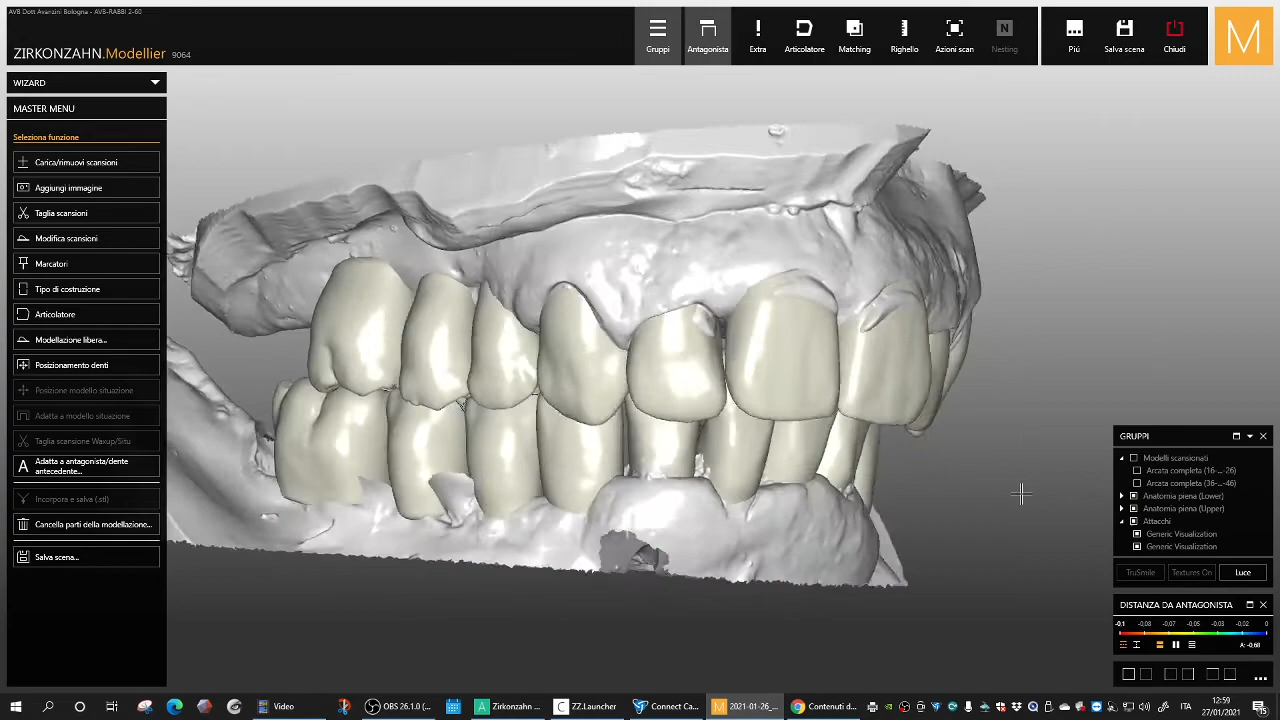 AVB Dott Avanzini Bologna - AVB-RABBI 2-60
ZIRKONZAHN.Modellier 9064
Gruppi
Antagonista
Extra
Articolatore
Matching
Righello
Azioni scan
N
Nesting
Più
Salva scena
Chiudi
M
WIZARD
MASTER MENU
Seleziona funzione
Carica/rimuovi scansioni
Aggiungi immagine
Taglia scansioni
Modifica scansioni
Marcatori
Tipo di costruzione
Articolatore
Modellazione libera...
Posizionamento denti
Posizione modello situazione
Adatta a modello situazione
Taglia scansione Waxup/Situ
A Adatta a antagonista/dente
antecedente...
Incorpora e salva (.stl)
Cancella parti della modellazione...
Salva scena...
GRUPPI
Modelli scansionati
Arcata completa (16-...-26)
Arcata completa (36-...-46)
Anatomia piena (Lower)
Anatomia piena (Upper)
Attacchi
Generic Visualization
Generic Visualization
TruSmile
Textures On
Luce
DISTANZA DA ANTAGONISTA
-0,1 -0,08 -0,07 -0,05 -0,03 -0,02 0
A: -0,68
...
Video
OBS 26.1.0 (...
Zirkonzahn ...
ZZ.Launcher
Connect Ca...
2021-01-26_...
Contenuti d...
ITA
12:59
27/01/2021